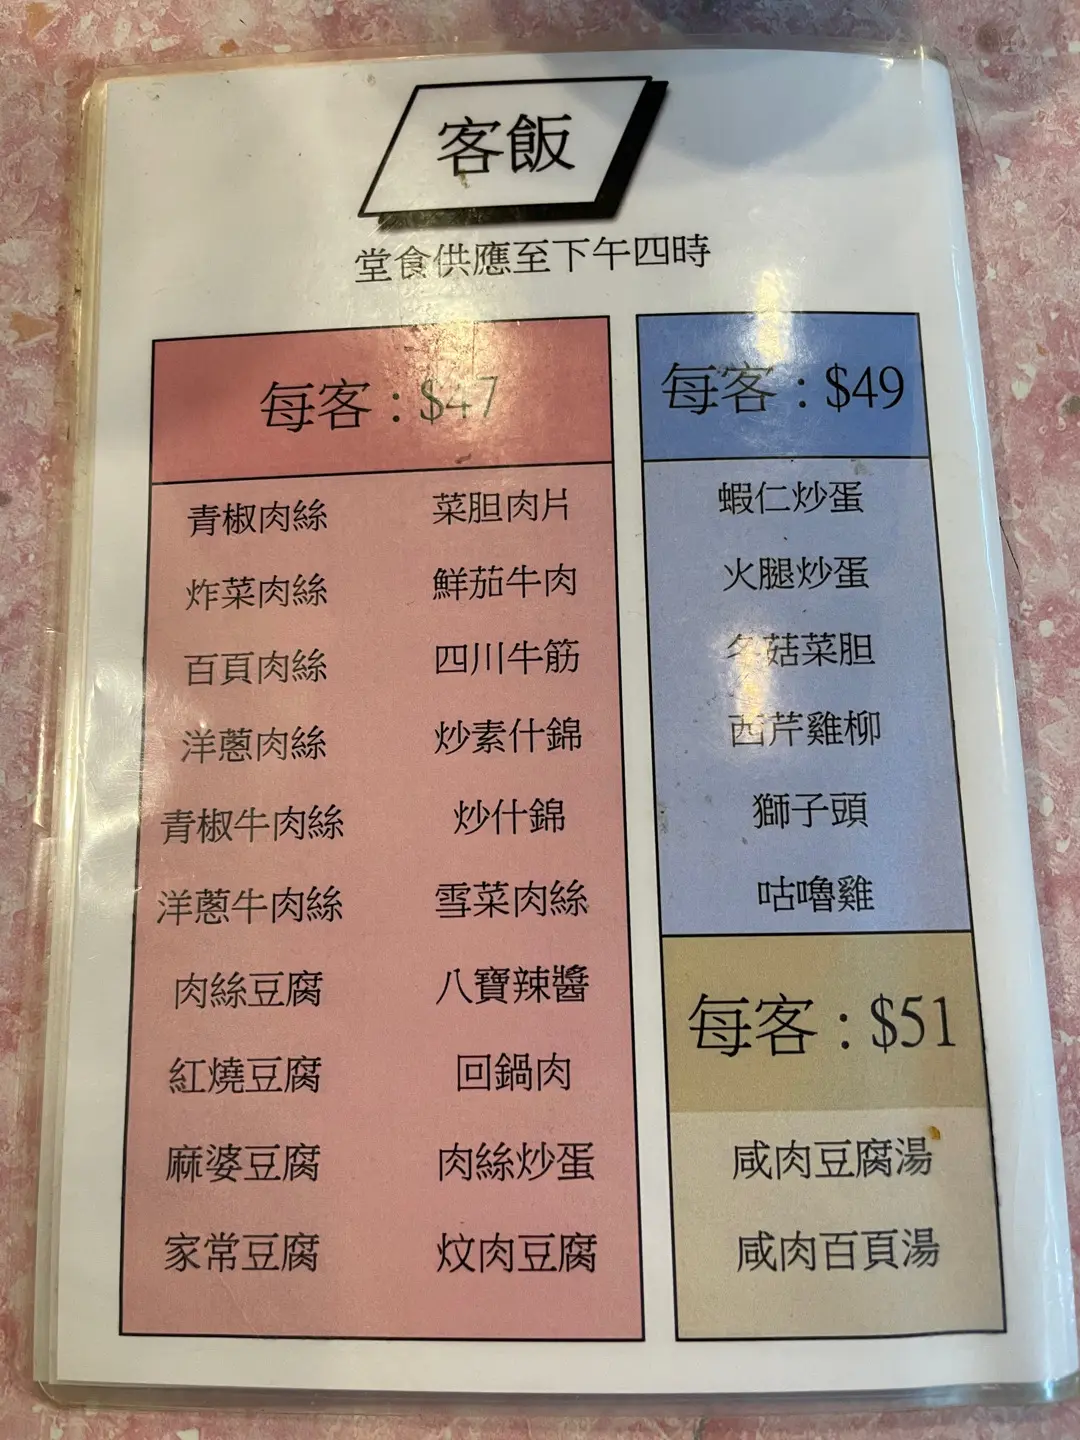 客飯
堂食供應至下午四時
每客：$47
青椒肉絲
炸菜肉絲
百頁肉絲
洋蔥肉絲
青椒牛肉絲
洋蔥牛肉絲
肉絲豆腐
紅燒豆腐
麻婆豆腐
家常豆腐
菜胆肉片
鮮茄牛肉
四川牛筋
炒素什錦
炒什錦
雪菜肉絲
八寶辣醬
回鍋肉
肉絲炒蛋
炆肉豆腐
每客：$49
蝦仁炒蛋
火腿炒蛋
冬菇菜胆
西芹雞柳
獅子頭
咕嚕雞
每客：$51
咸肉豆腐湯
咸肉百頁湯